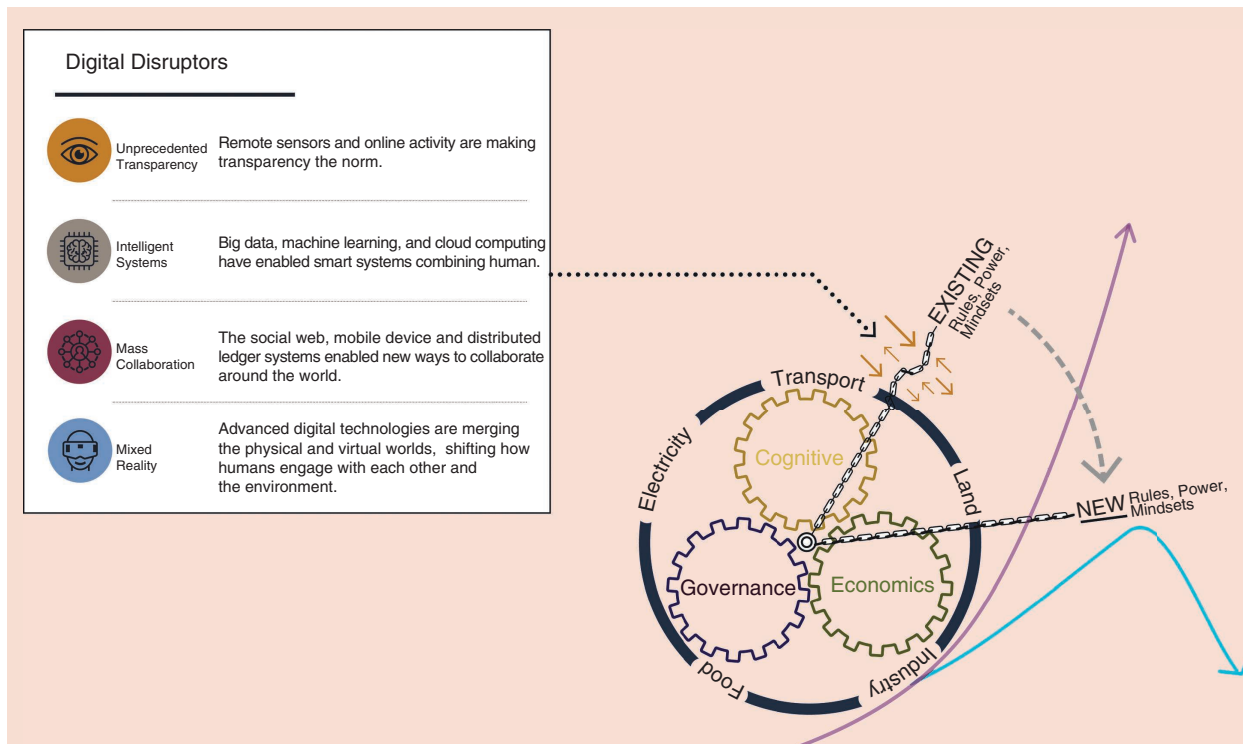 Digital Disruptors
Unprecedented
Transparency
Remote sensors and online activity are making
transparency the norm.
Intelligent
Systems
Big data, machine learning, and cloud computing
have enabled smart systems combining human.
Mass
Collaboration
The social web, mobile device and distributed
ledger systems enabled new ways to collaborate
around the world.
Mixed
Reality
Advanced digital technologies are merging
the physical and virtual worlds, shifting how
humans engage with each other and
the environment.
EXISTING
Rules, Power,
Mindsets
Transport
Electricity
Cognitive
Land
NEW Rules, Power,
Mindsets
Governance
Economics
Food
Industry